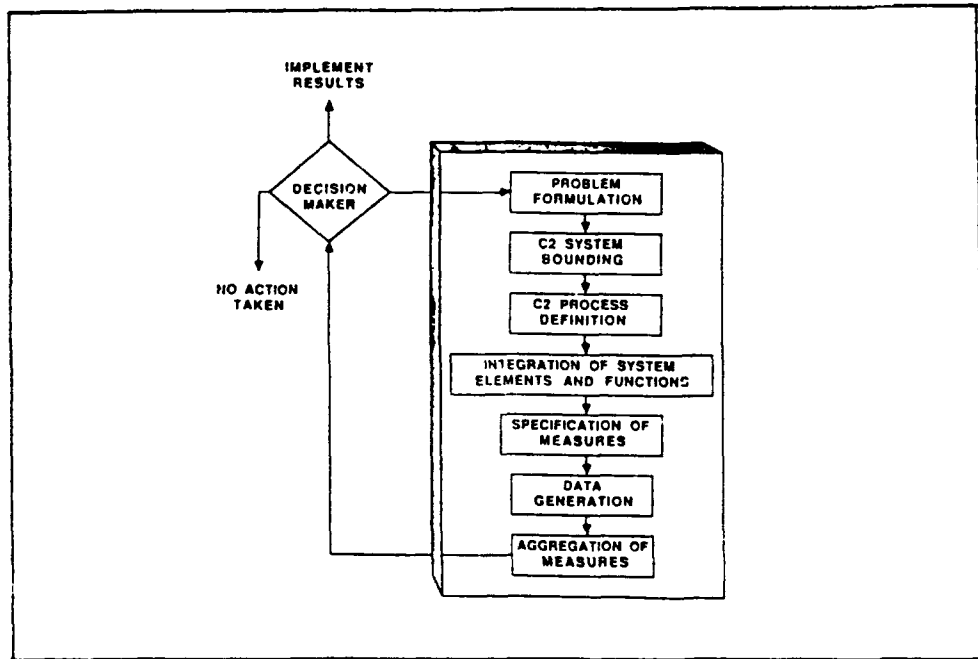 IMPLEMENT
RESULTS
DECISION
MAKER
NO ACTION
TAKEN
PROBLEM
FORMULATION
C2 SYSTEM
BOUNDING
C2 PROCESS
DEFINITION
INTEGRATION OF SYSTEM
ELEMENTS AND FUNCTIONS
SPECIFICATION OF
MEASURES
DATA
GENERATION
AGGREGATION OF
MEASURES